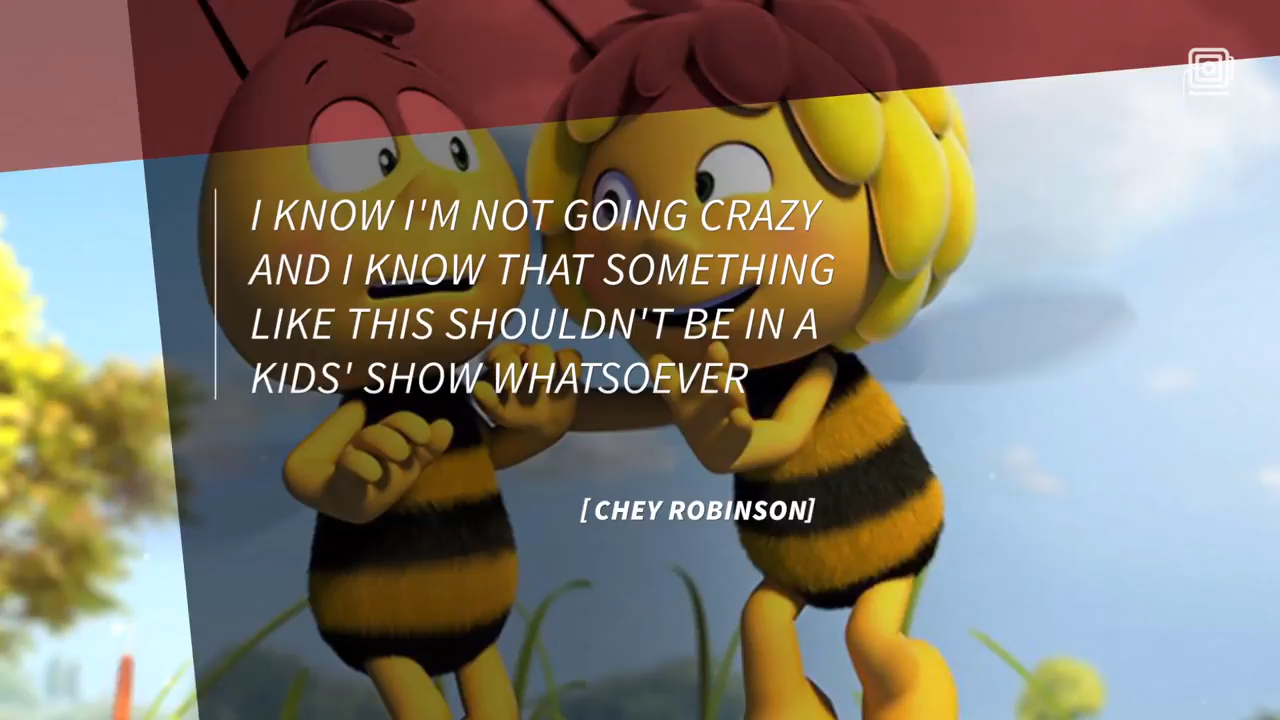 I KNOW I'M NOT GOING CRAZY
AND I KNOW THAT SOMETHING
LIKE THIS SHOULDN'T BE IN A
KIDS' SHOW WHATSOEVER
[CHEY ROBINSON]